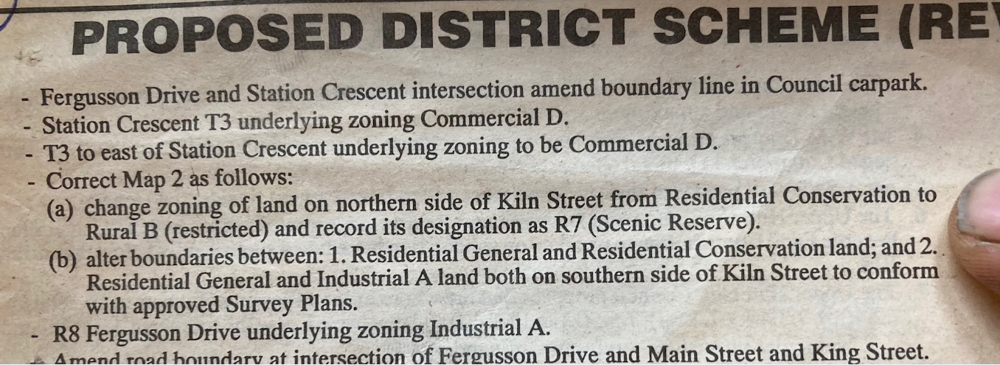 PROPOSED DISTRICT SCHEME (RE
- Fergusson Drive and Station Crescent intersection amend boundary line in Council carpark.
- Station Crescent T3 underlying zoning Commercial D.
- T3 to east of Station Crescent underlying zoning to be Commercial D.
- Correct Map 2 as follows:
(a) change zoning of land on northern side of Kiln Street from Residential Conservation to
Rural B (restricted) and record its designation as R7 (Scenic Reserve).
(b) alter boundaries between: 1. Residential General and Residential Conservation land; and 2.
Residential General and Industrial A land both on southern side of Kiln Street to conform
with approved Survey Plans.
- R8 Fergusson Drive underlying zoning Industrial A.
- Amend road boundary at intersection of Fergusson Drive and Main Street and King Street.